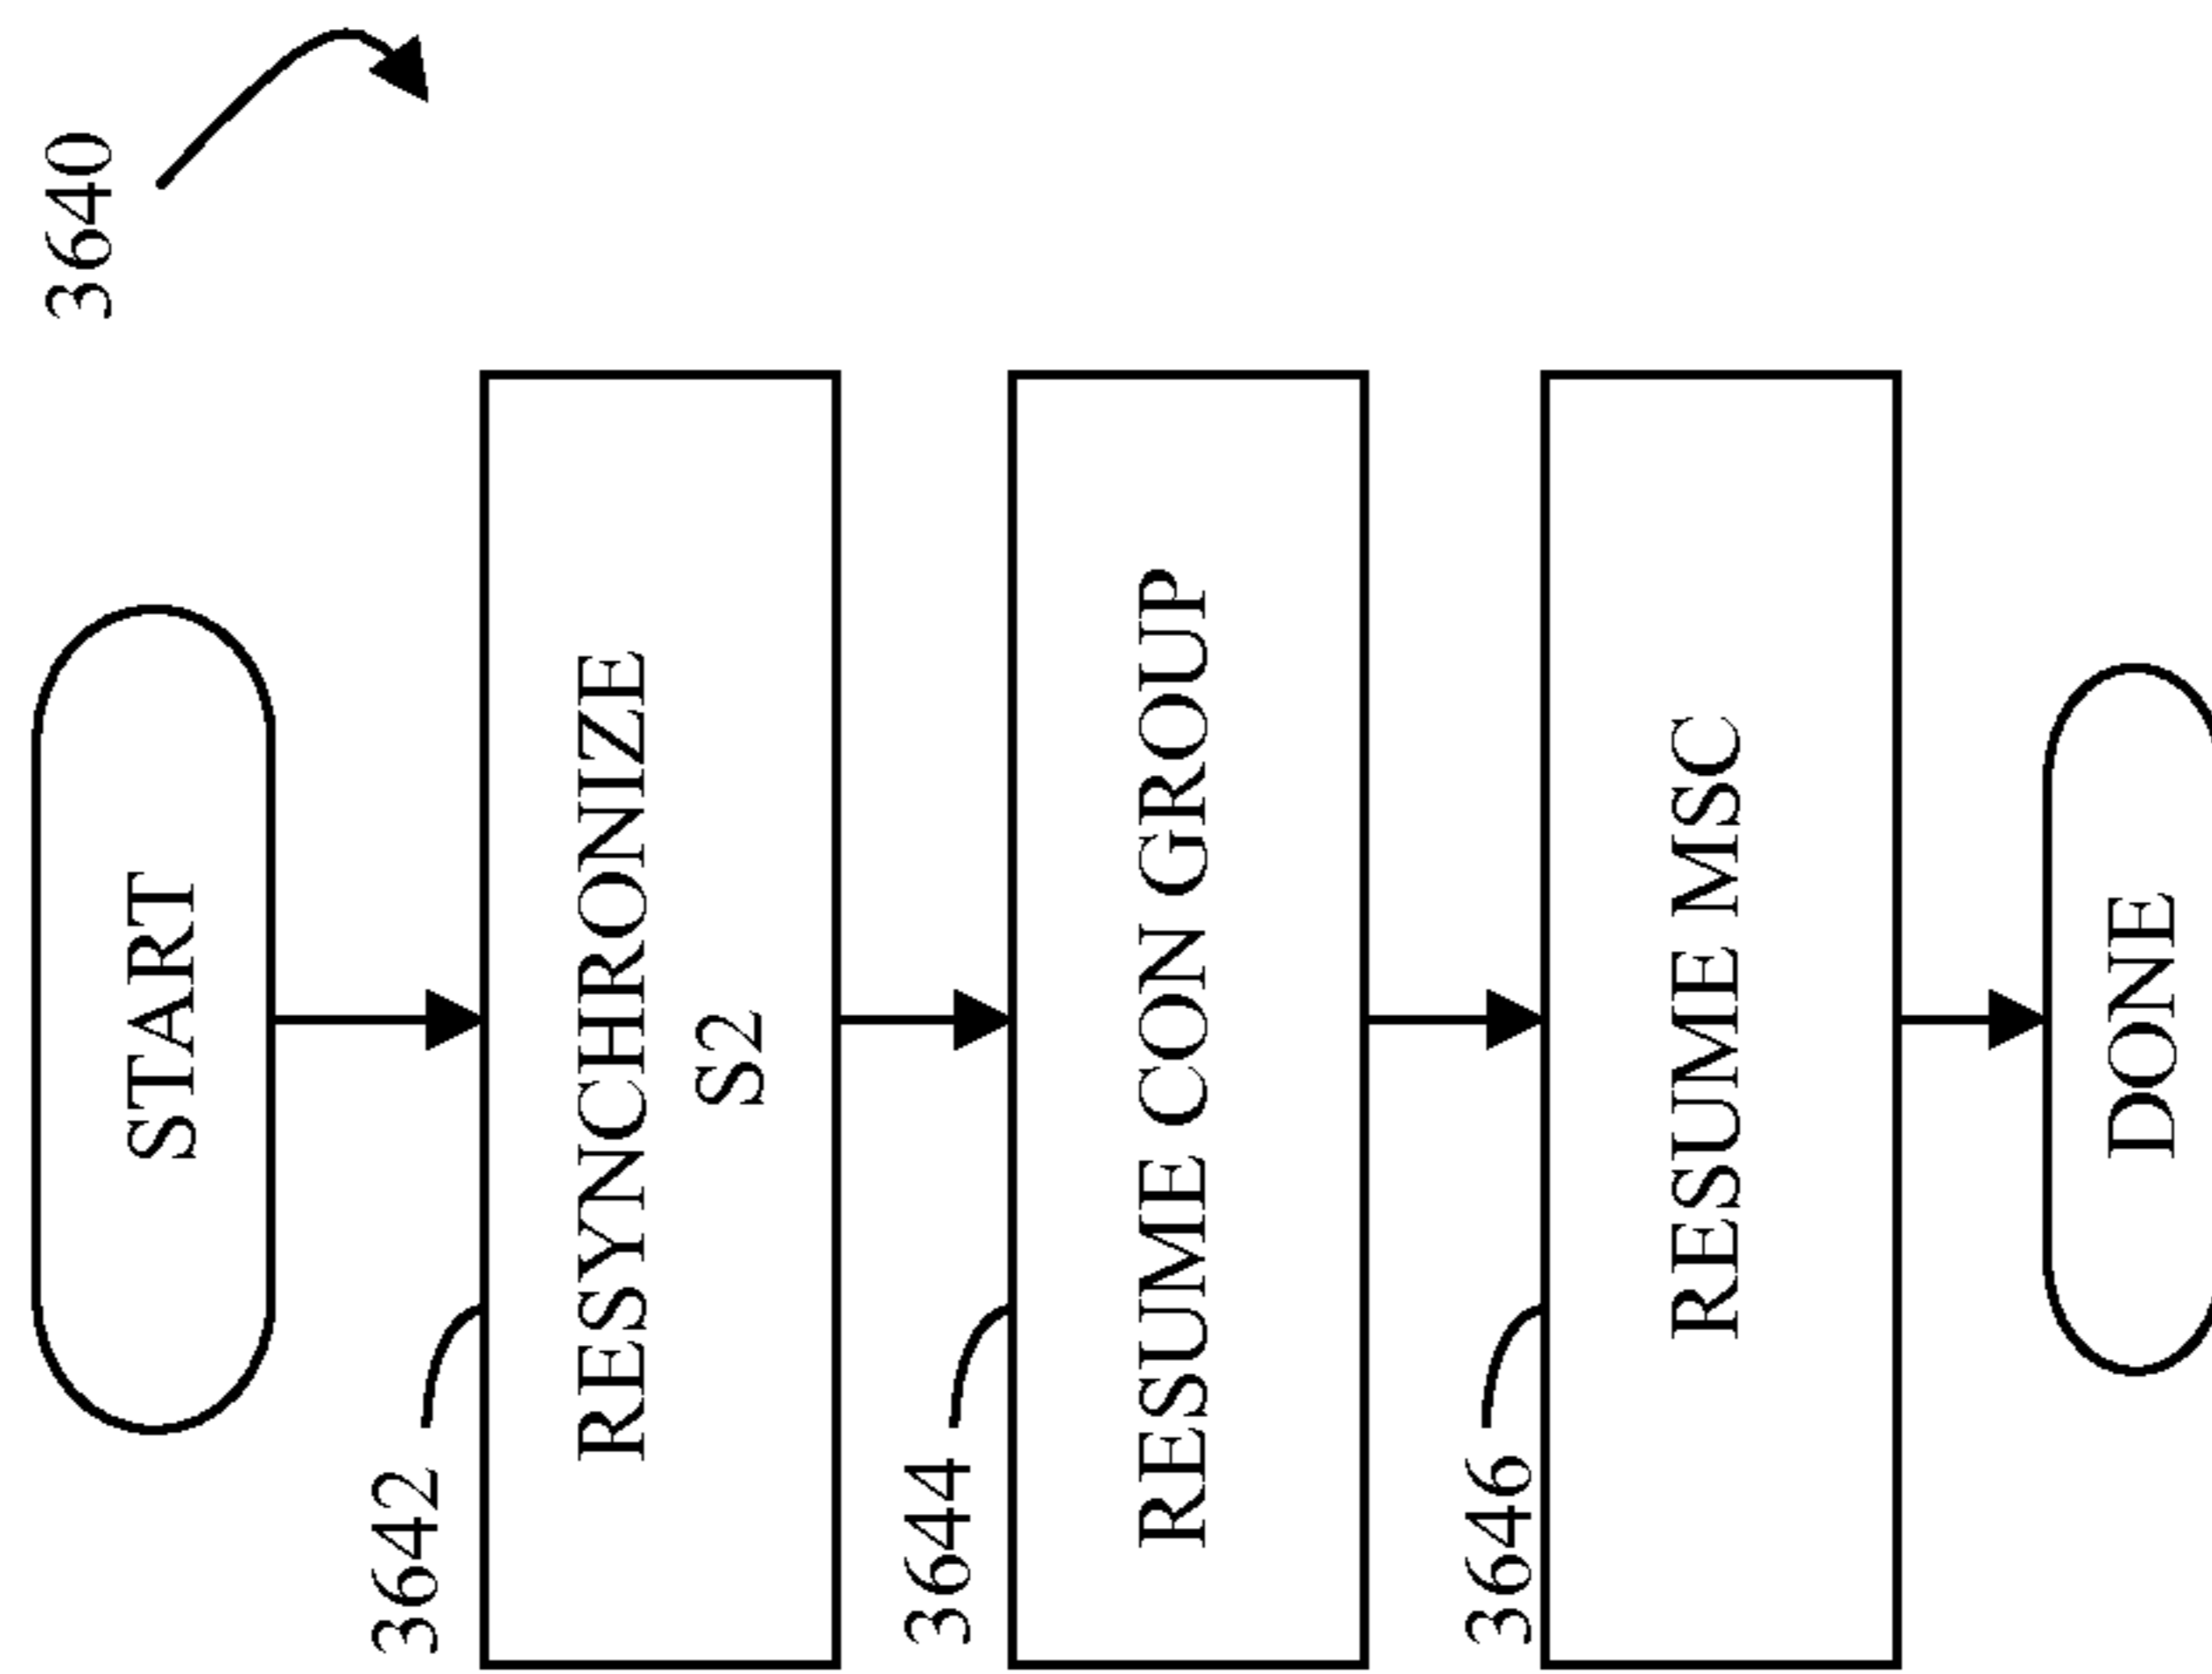 3640
START
3642
RESYNCHRONIZE
S2
3644
RESUME CON GROUP
3646
RESUME MSC
DONE